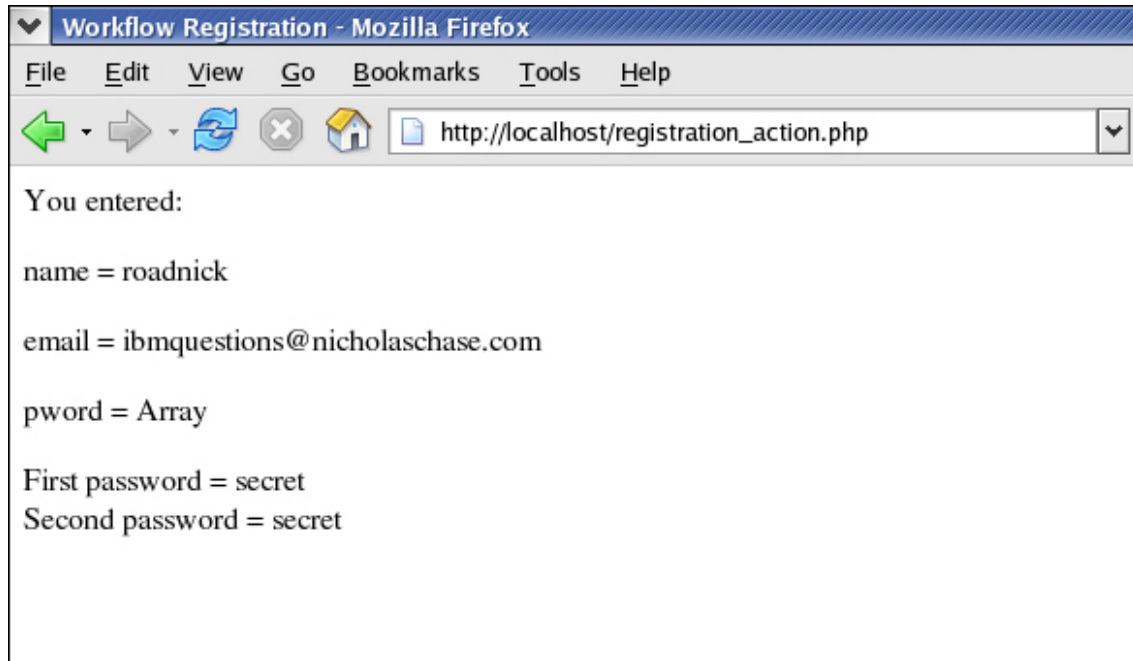 Workflow Registration - Mozilla Firefox
File Edit View Go Bookmarks Tools Help
http://localhost/registration_action.php
You entered:
name = roadnick
email = ibmquestions@nicholaschase.com
pword = Array
First password = secret
Second password = secret